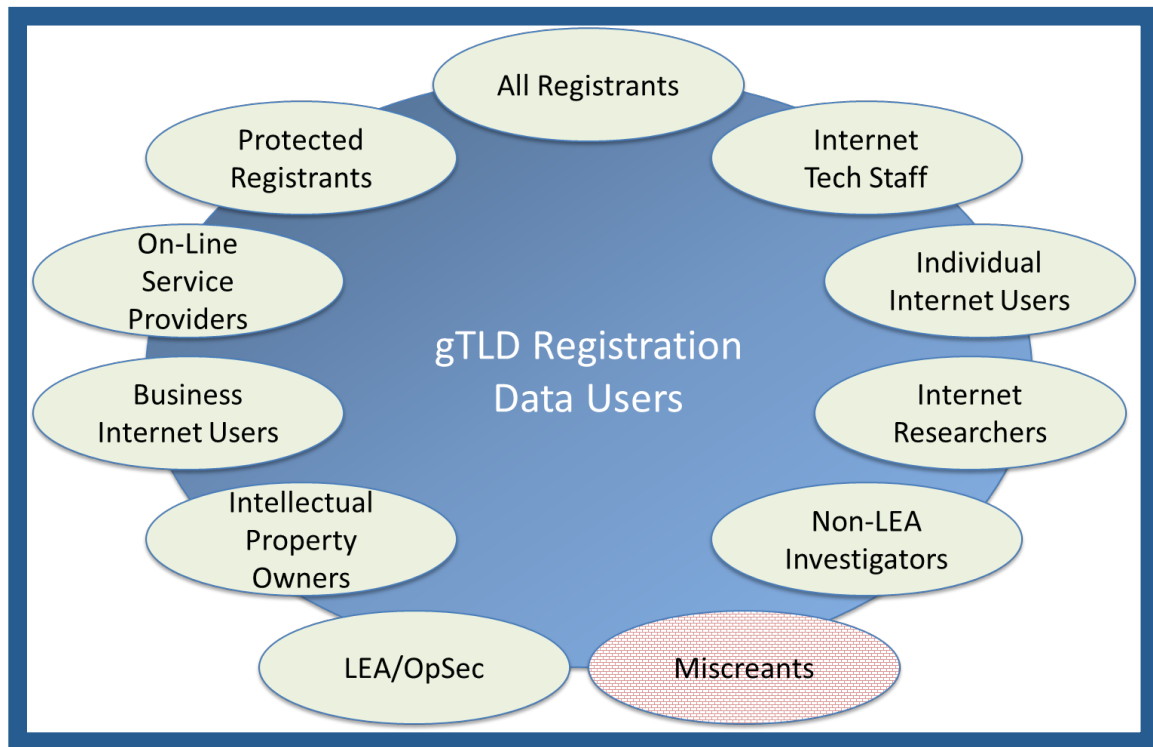 All Registrants
Protected
Registrants
Internet
Tech Staff
On-Line
Service
Providers
Individual
Internet Users
gTLD Registration
Data Users
Business
Internet Users
Internet
Researchers
Intellectual
Property
Owners
Non-LEA
Investigators
LEA/OpSec
Miscreants